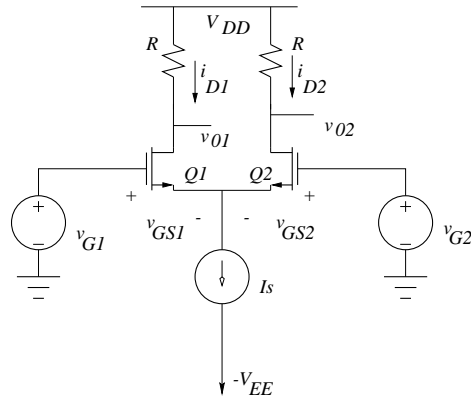 V DD
R
R
i D1
i D2
v 01
v 02
Q1
Q2
+
-
-
+
v GS1
v GS2
+
-
v G1
+
-
v G2
Is
-V EE